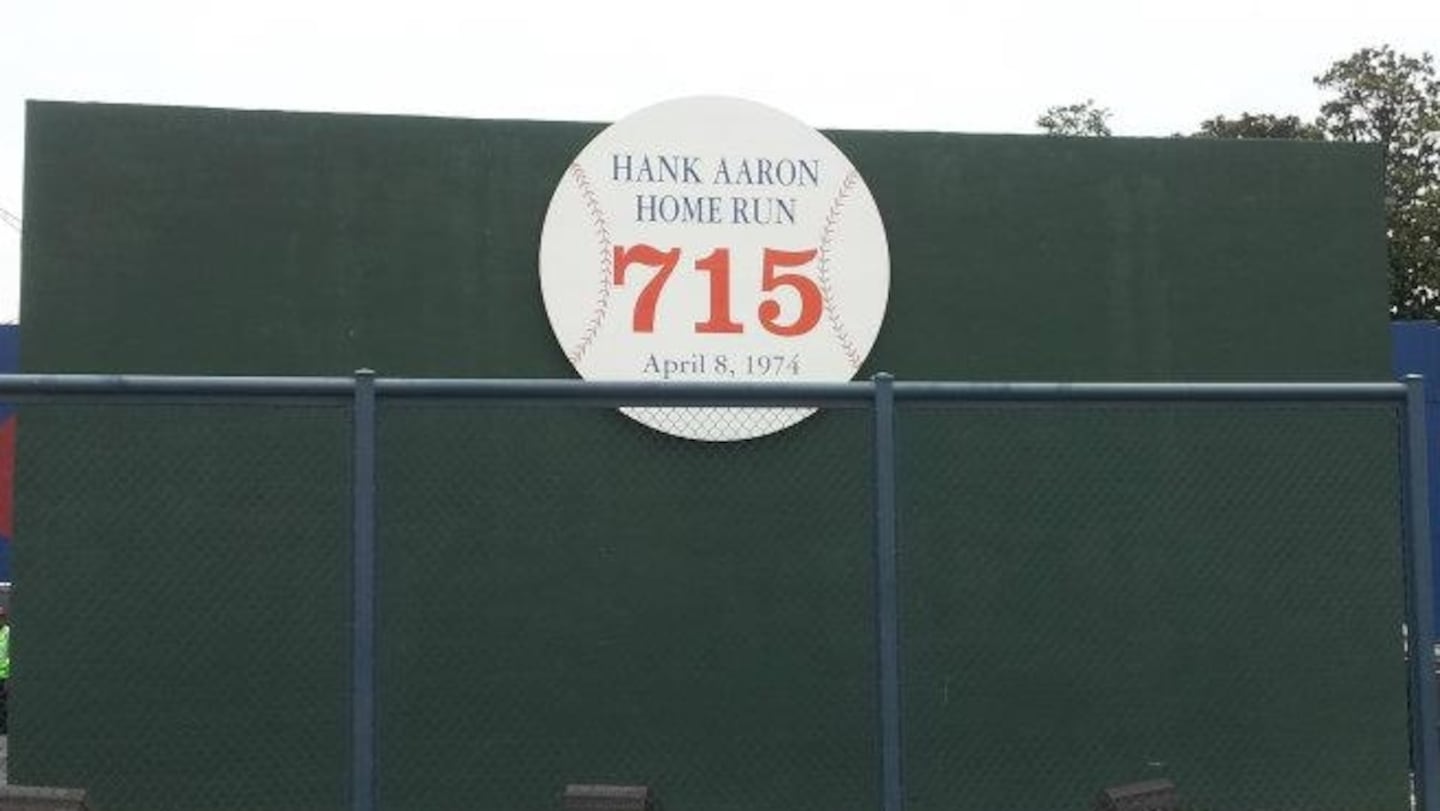 HANK AARON
HOME RUN
715
April 8, 1974